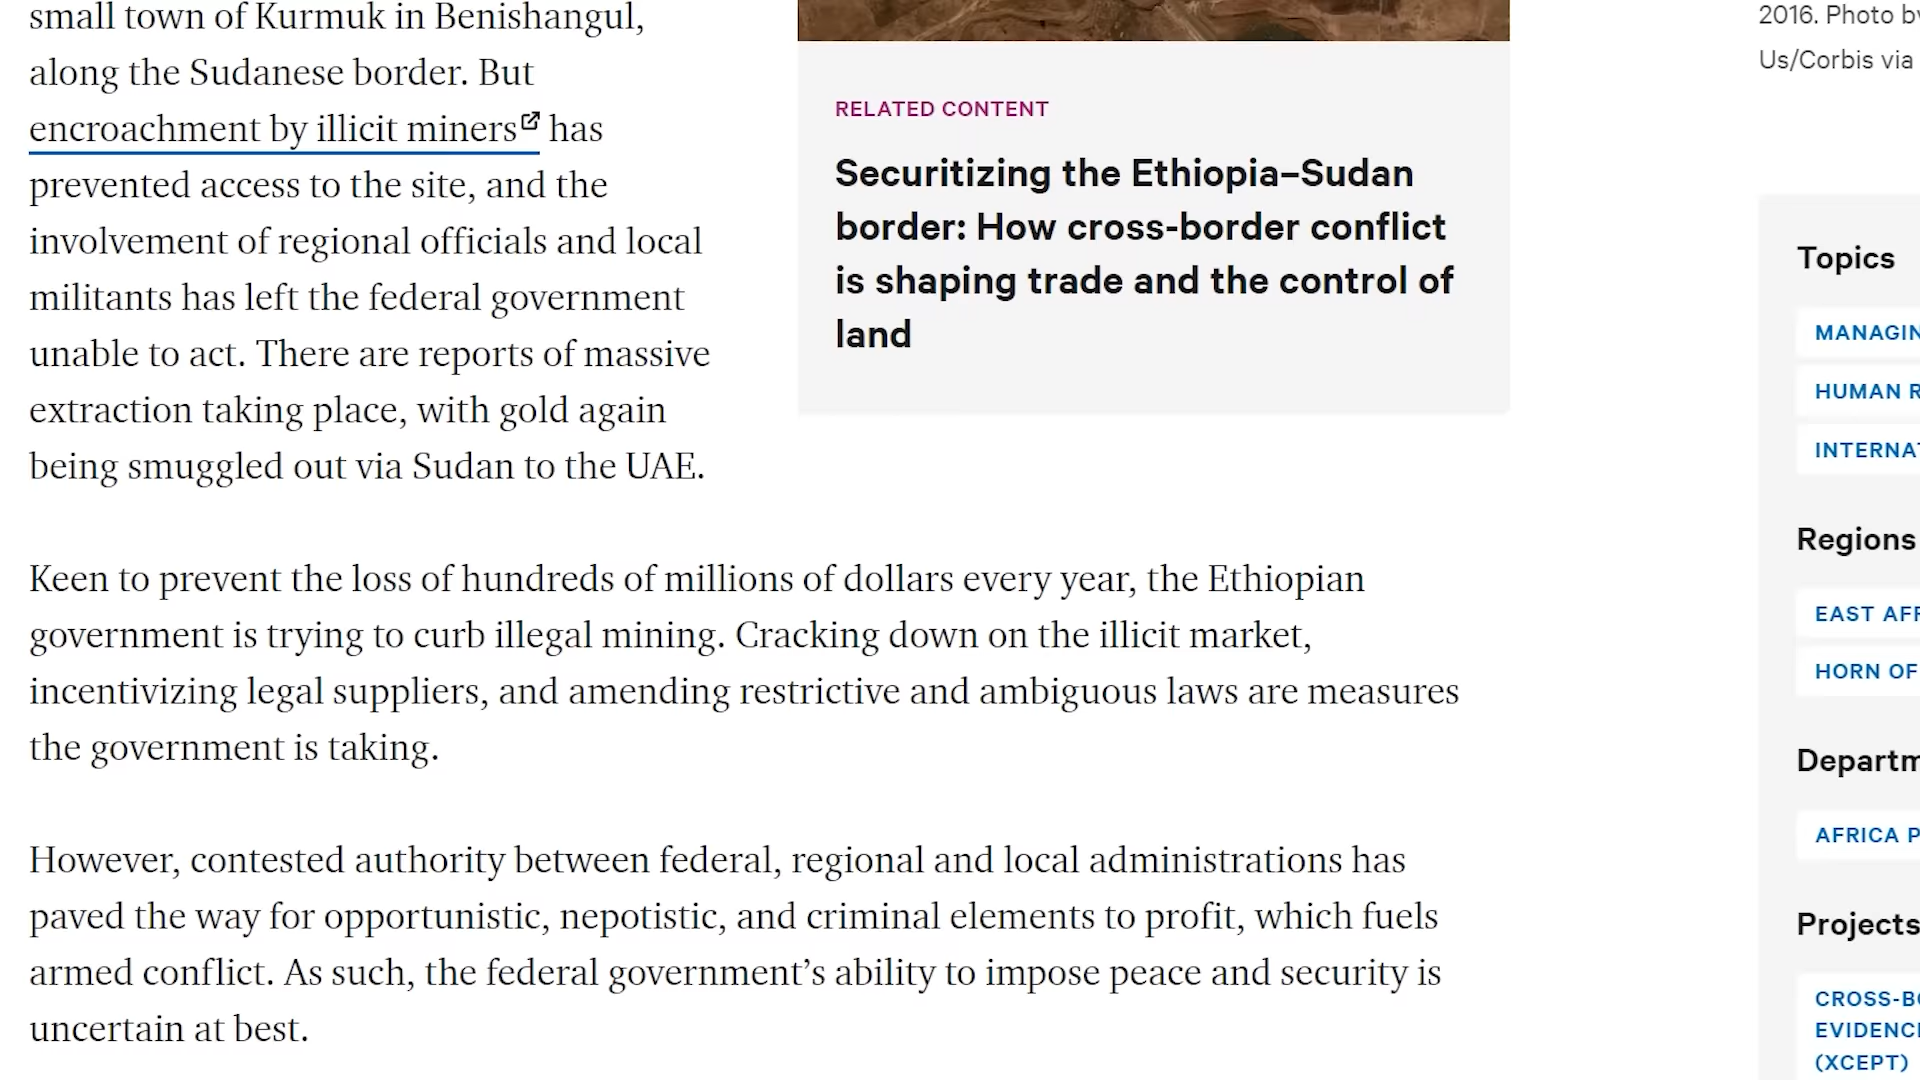 small town of Kurmuk in Benishangul,
along the Sudanese border. But
encroachment by illicit miners has
prevented access to the site, and the
involvement of regional officials and local
militants has left the federal government
unable to act. There are reports of massive
extraction taking place, with gold again
being smuggled out via Sudan to the UAE.
Keen to prevent the loss of hundreds of millions of dollars every year, the Ethiopian
government is trying to curb illegal mining. Cracking down on the illicit market,
incentivizing legal suppliers, and amending restrictive and ambiguous laws are measures
the government is taking.
However, contested authority between federal, regional and local administrations has
paved the way for opportunistic, nepotistic, and criminal elements to profit, which fuels
armed conflict. As such, the federal government’s ability to impose peace and security is
uncertain at best.
RELATED CONTENT
Securitizing the Ethiopia–Sudan
border: How cross-border conflict
is shaping trade and the control of
land
2016. Photo by
Us/Corbis via
Topics
MANAGIN
HUMAN R
INTERNAT
Regions
EAST AFR
HORN OF
Departm
AFRICA P
Projects
CROSS-BO
EVIDENC
(XCEPT)